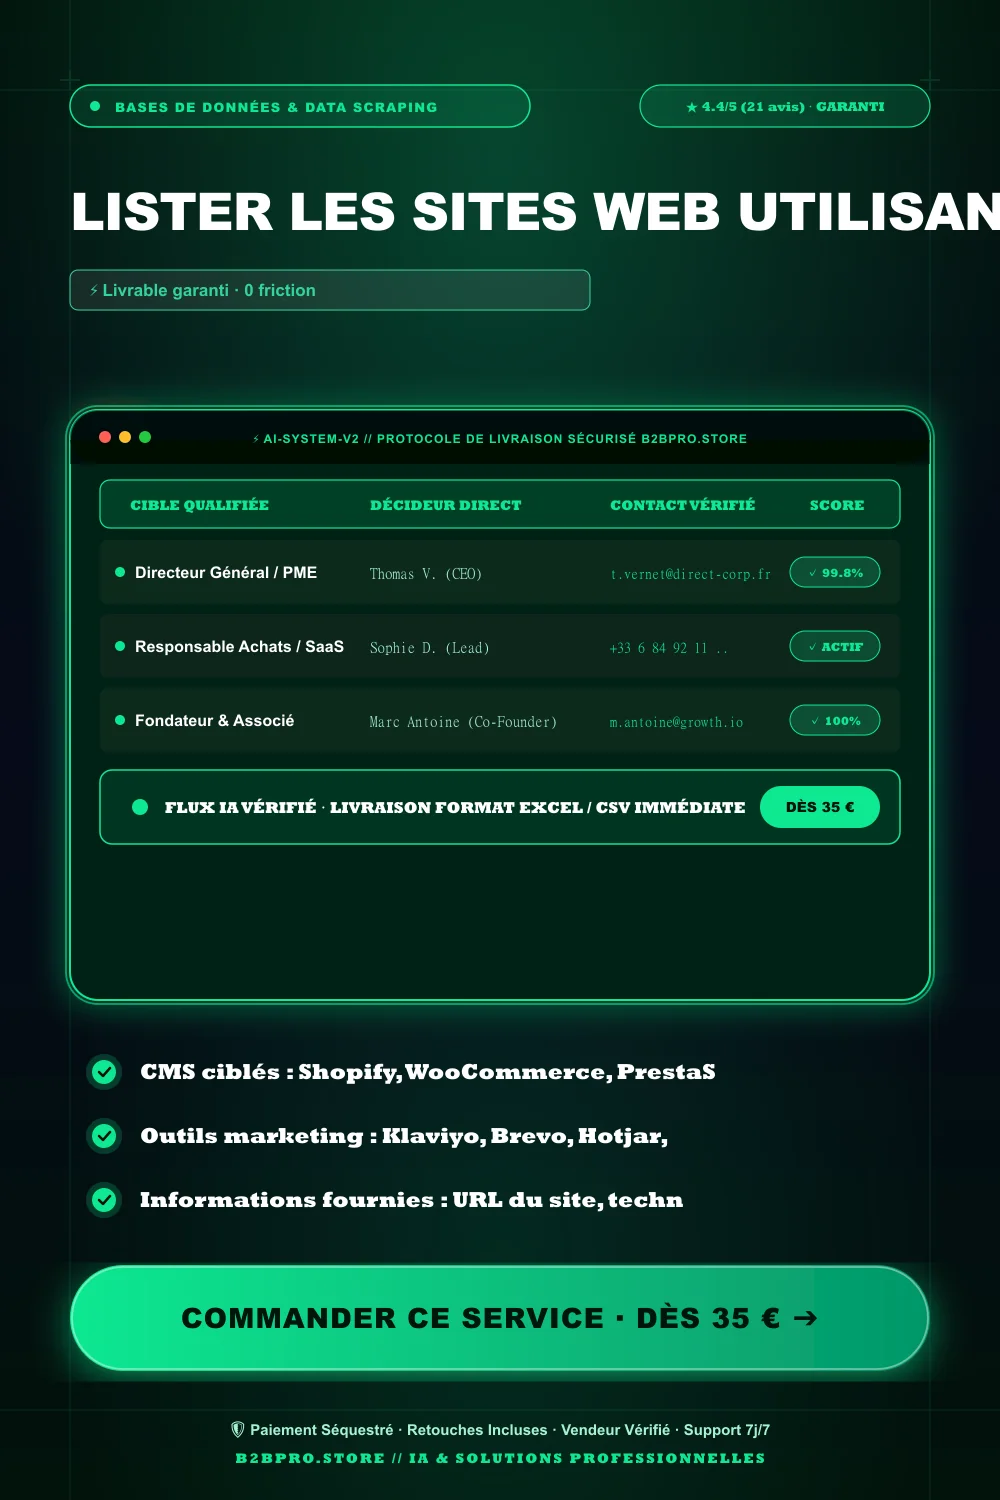 BASES DE DONNÉES & DATA SCRAPING
★ 4.4/5 (21 avis) · GARANTI
LISTER LES SITES WEB UTILISAN
⚡ Livrable garanti · 0 friction
⚡ AI-SYSTEM-V2 // PROTOCOLE DE LIVRAISON SÉCURISÉ B2BPRO.STORE
CIBLE QUALIFIÉE DÉCIDEUR DIRECT CONTACT VÉRIFIÉ SCORE
Directeur Général / PME Thomas V. (CEO) t.vernet@direct-corp.fr ✓ 99.8%
Responsable Achats / SaaS Sophie D. (Lead) +33 6 84 92 11 .. ✓ ACTIF
Fondateur & Associé Marc Antoine (Co-Founder) m.antoine@growth.io ✓ 100%
FLUX IA VÉRIFIÉ · LIVRAISON FORMAT EXCEL / CSV IMMÉDIATE DÈS 35 €
CMS ciblés : Shopify, WooCommerce, PrestaS
Outils marketing : Klaviyo, Brevo, Hotjar,
Informations fournies : URL du site, techn
COMMANDER CE SERVICE · DÈS 35 € ➔
🛡 Paiement Séquestré · Retouches Incluses · Vendeur Vérifié · Support 7j/7
B2BPRO.STORE // IA & SOLUTIONS PROFESSIONNELLES